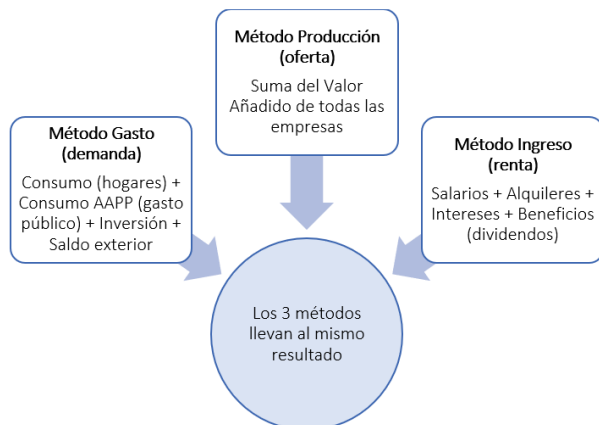 Método Producción
(oferta)
Suma del Valor
Añadido de todas las
empresas
Método Gasto
(demanda)
Consumo (hogares) +
Consumo AAPP (gasto
público) + Inversión +
Saldo exterior
Método Ingreso
(renta)
Salarios + Alquileres +
Intereses + Beneficios
(dividendos)
Los 3 métodos
llevan al mismo
resultado